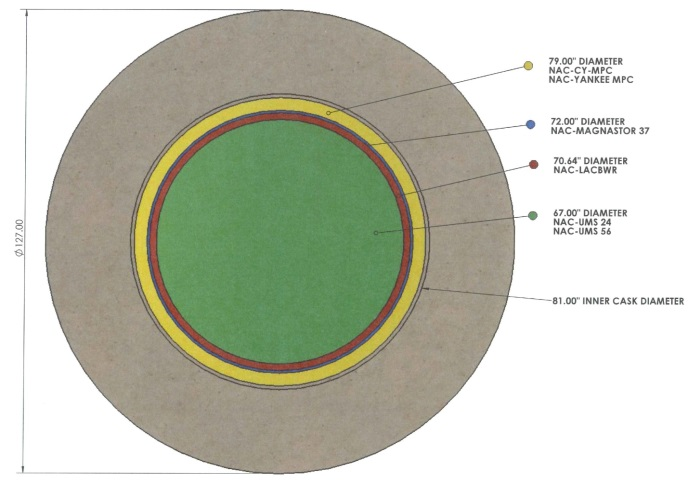 79.00" DIAMETER
NAC-CY-MPC
NAC-YANKEE MPC
72.00" DIAMETER
NAC-MAGNASTOR 37
70.64" DIAMETER
NAC-LACBWR
67.00" DIAMETER
NAC-UMS 24
NAC-UMS 56
81.00" INNER CASK DIAMETER
∅127.00